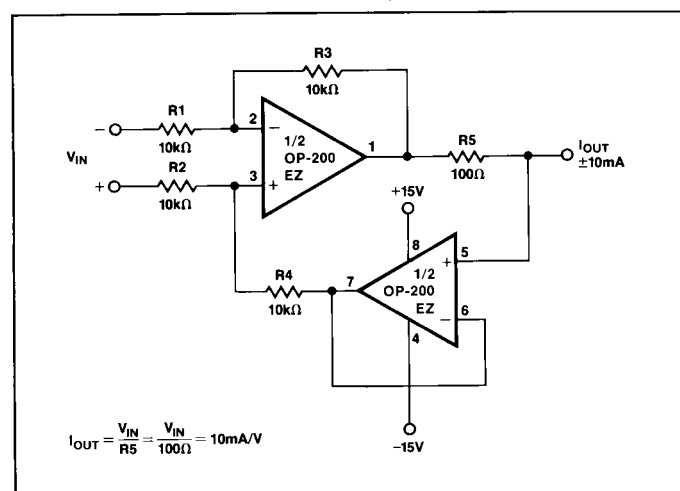 R3
10kΩ
R1
10kΩ
−
V_IN
+
R2
10kΩ
2
−
1/2
OP-200
EZ
3
+
1
R5
100Ω
I_OUT
±10mA
+15V
8
R4
10kΩ
7
1/2
OP-200
EZ
+
5
−
6
4
−15V
I_OUT = V_IN/R5 = V_IN/100Ω = 10mA/V